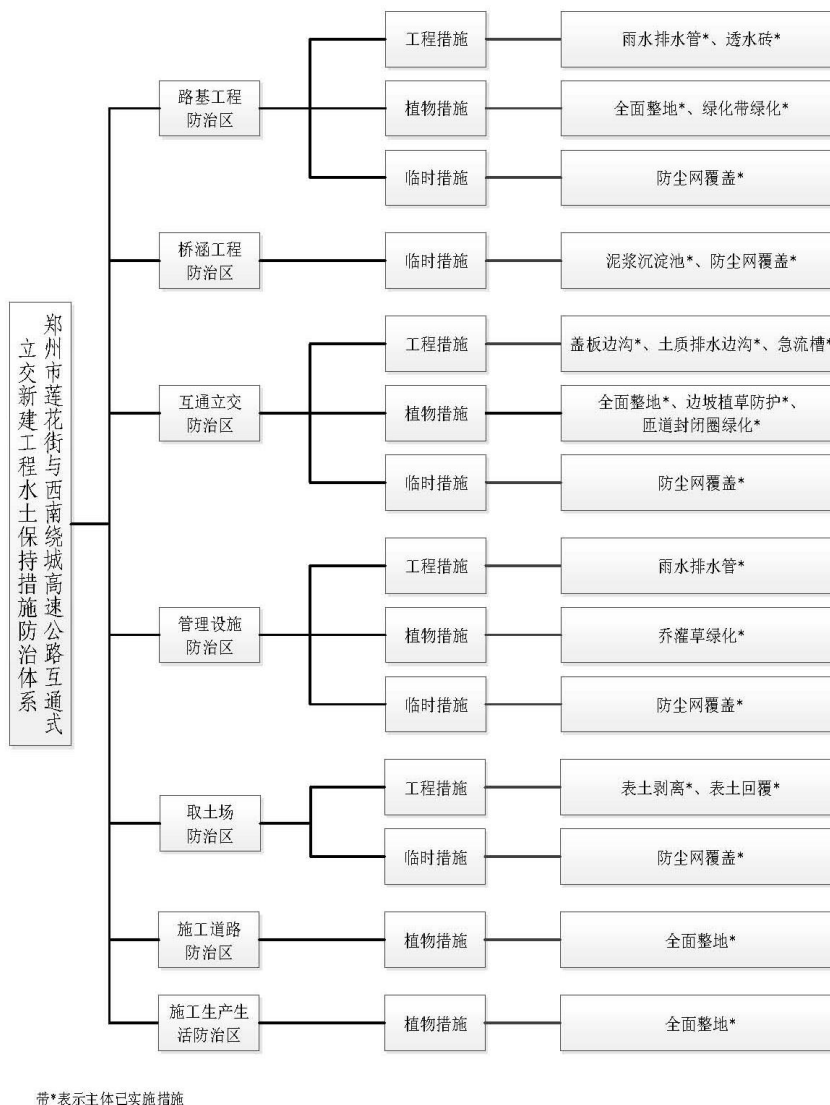 郑州市莲花街与西南绕城高速公路互通式
立交新建工程水土保持措施防治体系
路基工程
防治区
工程措施
雨水排水管*、透水砖*
植物措施
全面整地*、绿化带绿化*
临时措施
防尘网覆盖*
桥涵工程
防治区
临时措施
泥浆沉淀池*、防尘网覆盖*
互通立交
防治区
工程措施
盖板边沟*、土质排水边沟*、急流槽*
植物措施
全面整地*、边坡植草防护*、
匝道封闭圈绿化*
临时措施
防尘网覆盖*
管理设施
防治区
工程措施
雨水排水管*
植物措施
乔灌草绿化*
临时措施
防尘网覆盖*
取土场
防治区
工程措施
表土剥离*、表土回覆*
临时措施
防尘网覆盖*
施工道路
防治区
植物措施
全面整地*
施工生产生
活防治区
植物措施
全面整地*
带*表示主体已实施措施